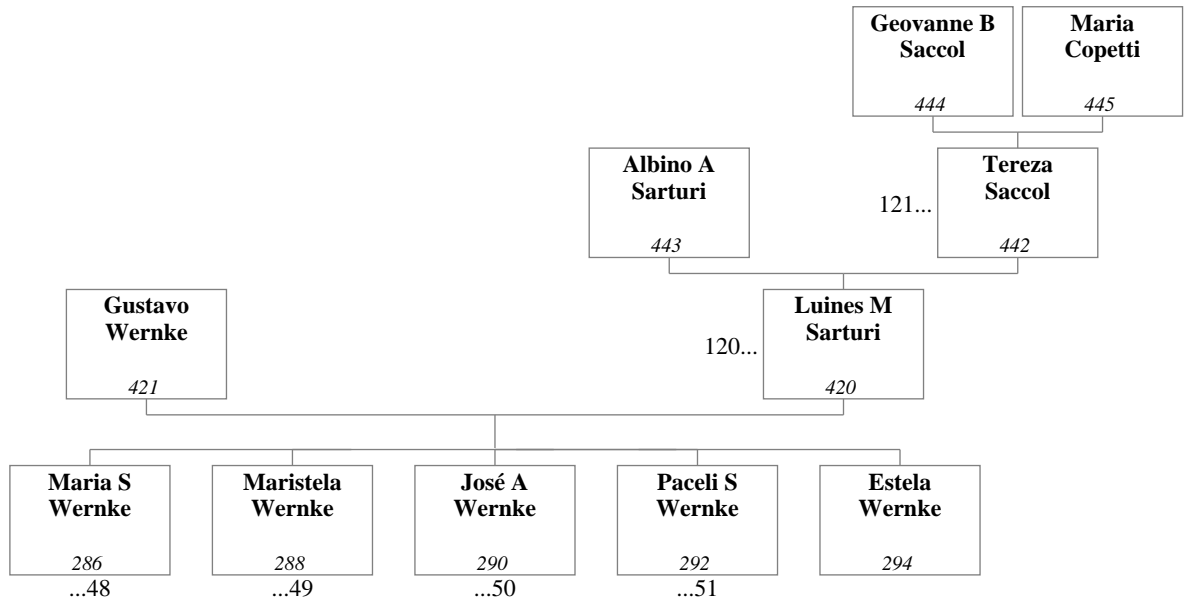 Geovanne B
Saccol
444
Maria
Copetti
445
Albino A
Sarturi
443
121...
Tereza
Saccol
442
Gustavo
Wernke
421
120...
Luines M
Sarturi
420
Maria S
Wernke
286
...48
Maristela
Wernke
288
...49
José A
Wernke
290
...50
Paceli S
Wernke
292
...51
Estela
Wernke
294